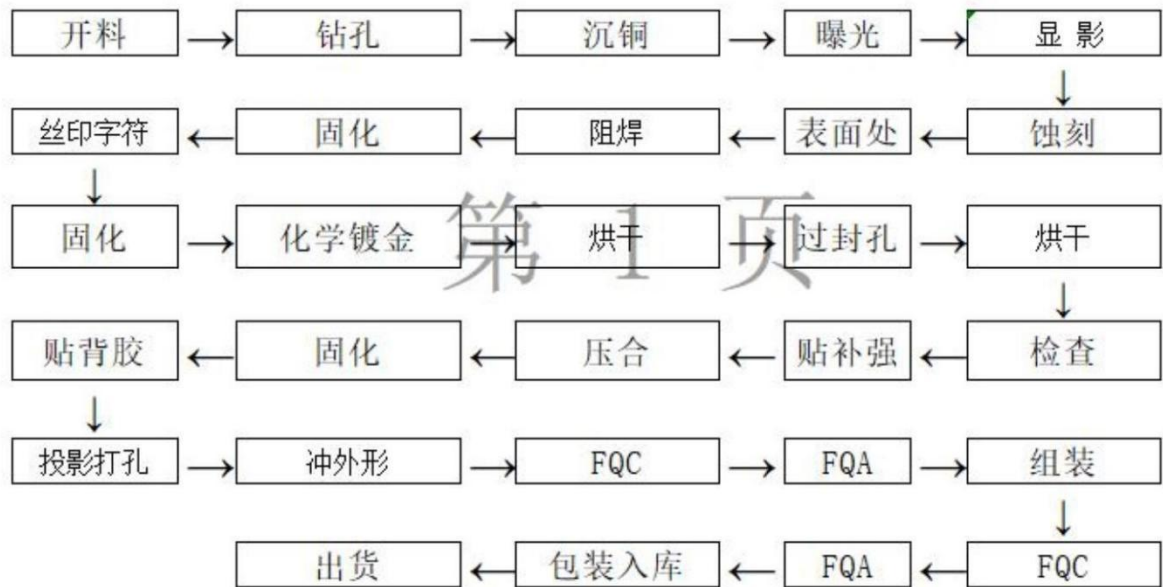 开料 → 钻孔 → 沉铜 → 曝光 → 显 影
丝印字符 ← 固化 ← 阻焊 ← 表面处 ← 蚀刻
固化 → 化学镀金 → 烘干 → 过封孔 → 烘干
第 1 页
贴背胶 ← 固化 ← 压合 ← 贴补强 ← 检查
投影打孔 → 冲外形 → FQC → FQA → 组装
出货 ← 包装入库 ← FQA ← FQC